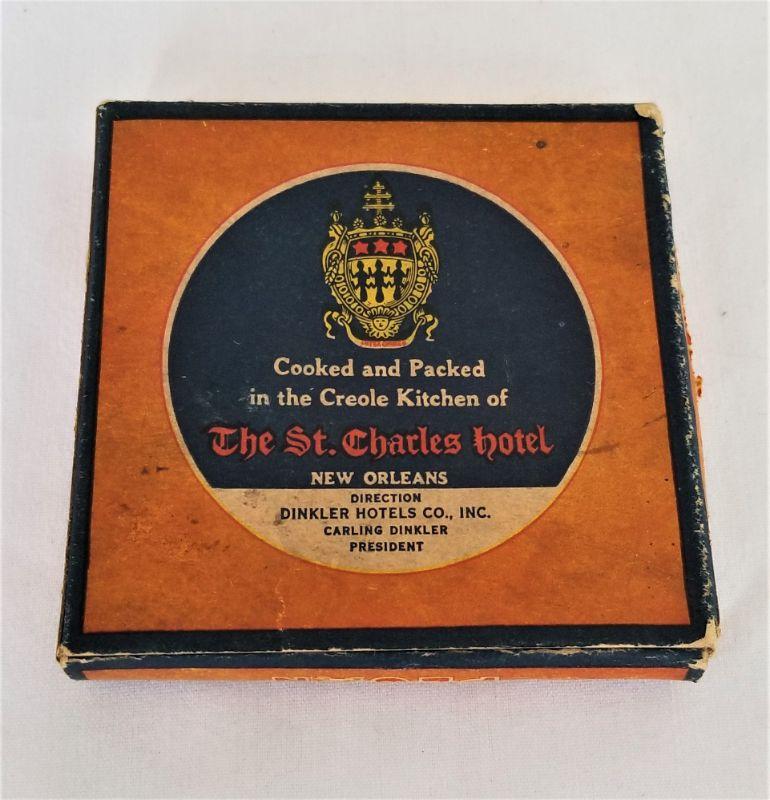 Cooked and Packed
in the Creole Kitchen of
The St. Charles Hotel
NEW ORLEANS
DIRECTION
DINKLER HOTELS CO., INC.
CARLING DINKLER
PRESIDENT